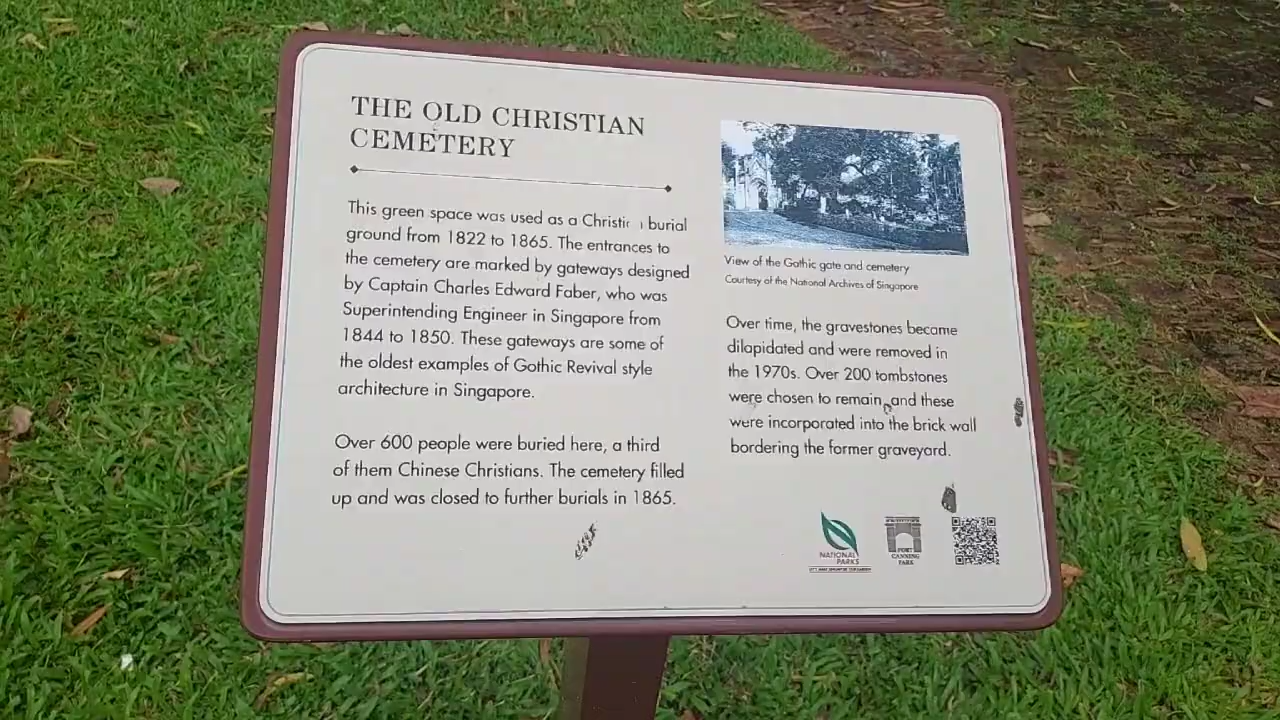 THE OLD CHRISTIAN
CEMETERY
This green space was used as a burial
ground from 1822 to 1865. The entrances to
the cemetery are marked by gateways designed
by Captain Charles Edward Faber, who was
Superintending Engineer in Singapore from
1844 to 1850. These gateways are some of
the oldest examples of Gothic Revival style
architecture in Singapore.
Over 600 people were buried here, a third
of them Chinese Christians. The cemetery filled
up and was closed to further burials in 1865.
View of the Gothic gate and cemetery
Courtesy of the National Archives of Singapore
Over time, the gravestones became
dilapidated and were removed in
the 1970s. Over 200 tombstones
were chosen to remain and these
were incorporated into the brick wall
bordering the former graveyard.
NATIONAL
PARKS
FORT
CANNING
PARK